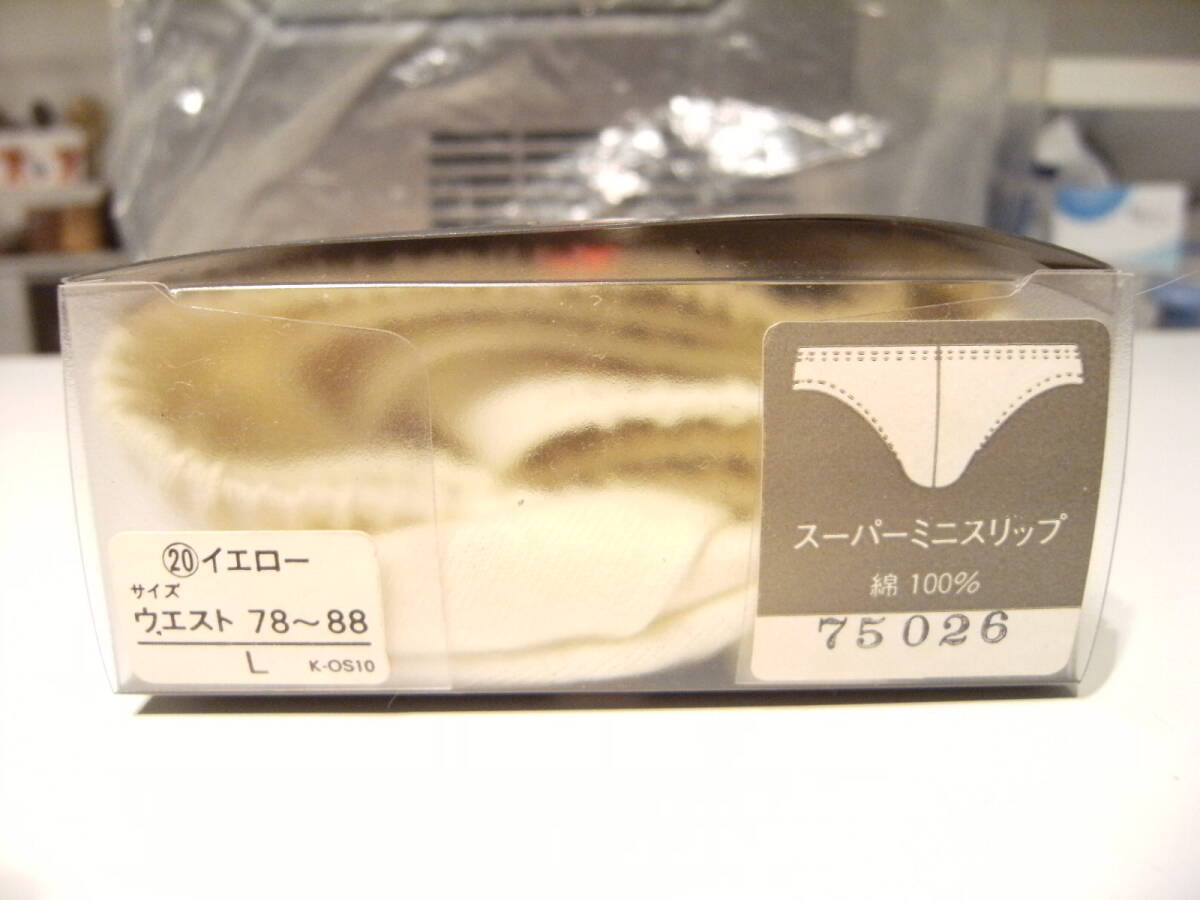 ⑳イエロー
サイズ
ウエスト 78～88
L K-OS10
スーパーミニスリップ
綿 100%
75026